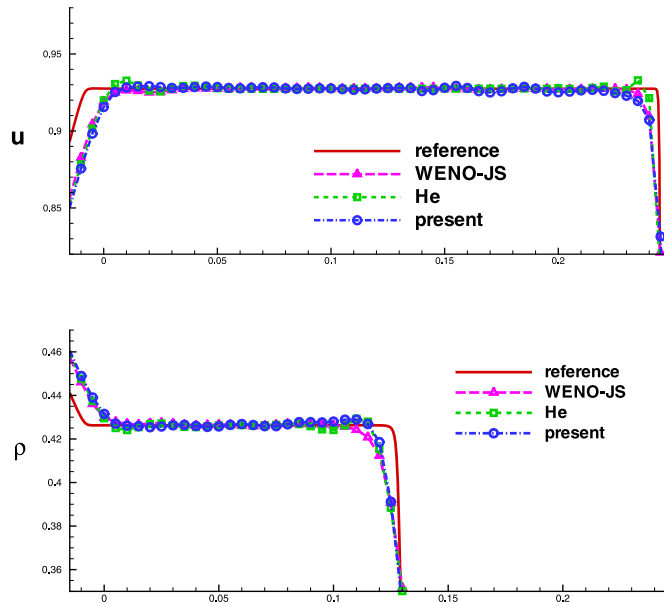 0.95
0.9
0.85
u
reference
WENO-JS
He
present
0 0.05 0.1 0.15 0.2
0.46
0.44
0.42
0.4
0.38
0.36
ρ
reference
WENO-JS
He
present
0 0.05 0.1 0.15 0.2